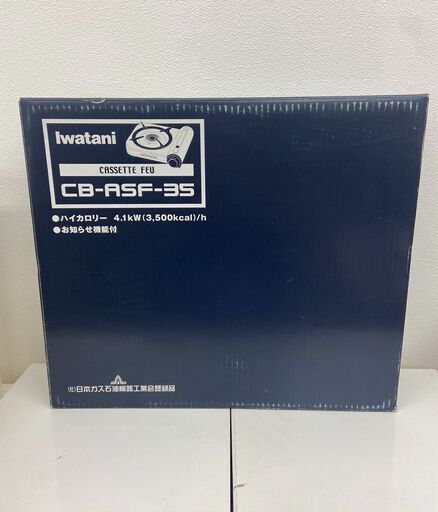 Iwatani
CASSETTE FEU
CB-ASF-35
●ハイカロリー 4.1kW(3,500kcal)/h
●お知らせ機能付
(社)日本ガス石油機器工業会登録品